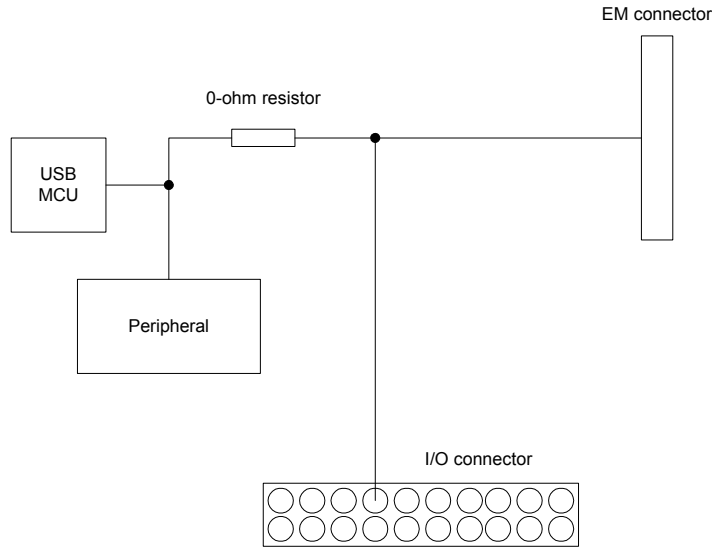 EM connector
0-ohm resistor
USB
MCU
Peripheral
I/O connector